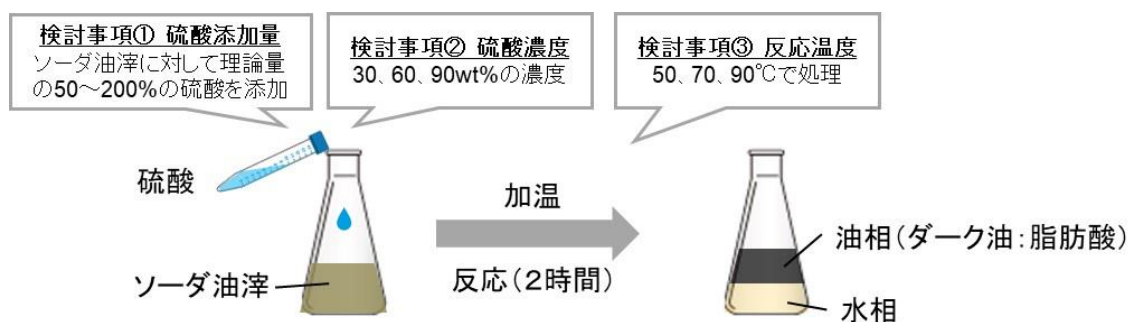 検討事項① 硫酸添加量
ソーダ油滓に対して理論量
の50～200%の硫酸を添加
検討事項② 硫酸濃度
30、60、90wt%の濃度
検討事項③ 反応温度
50、70、90℃で処理
硫酸
ソーダ油滓
加温
反応(2時間)
油相(ダーク油:脂肪酸)
水相